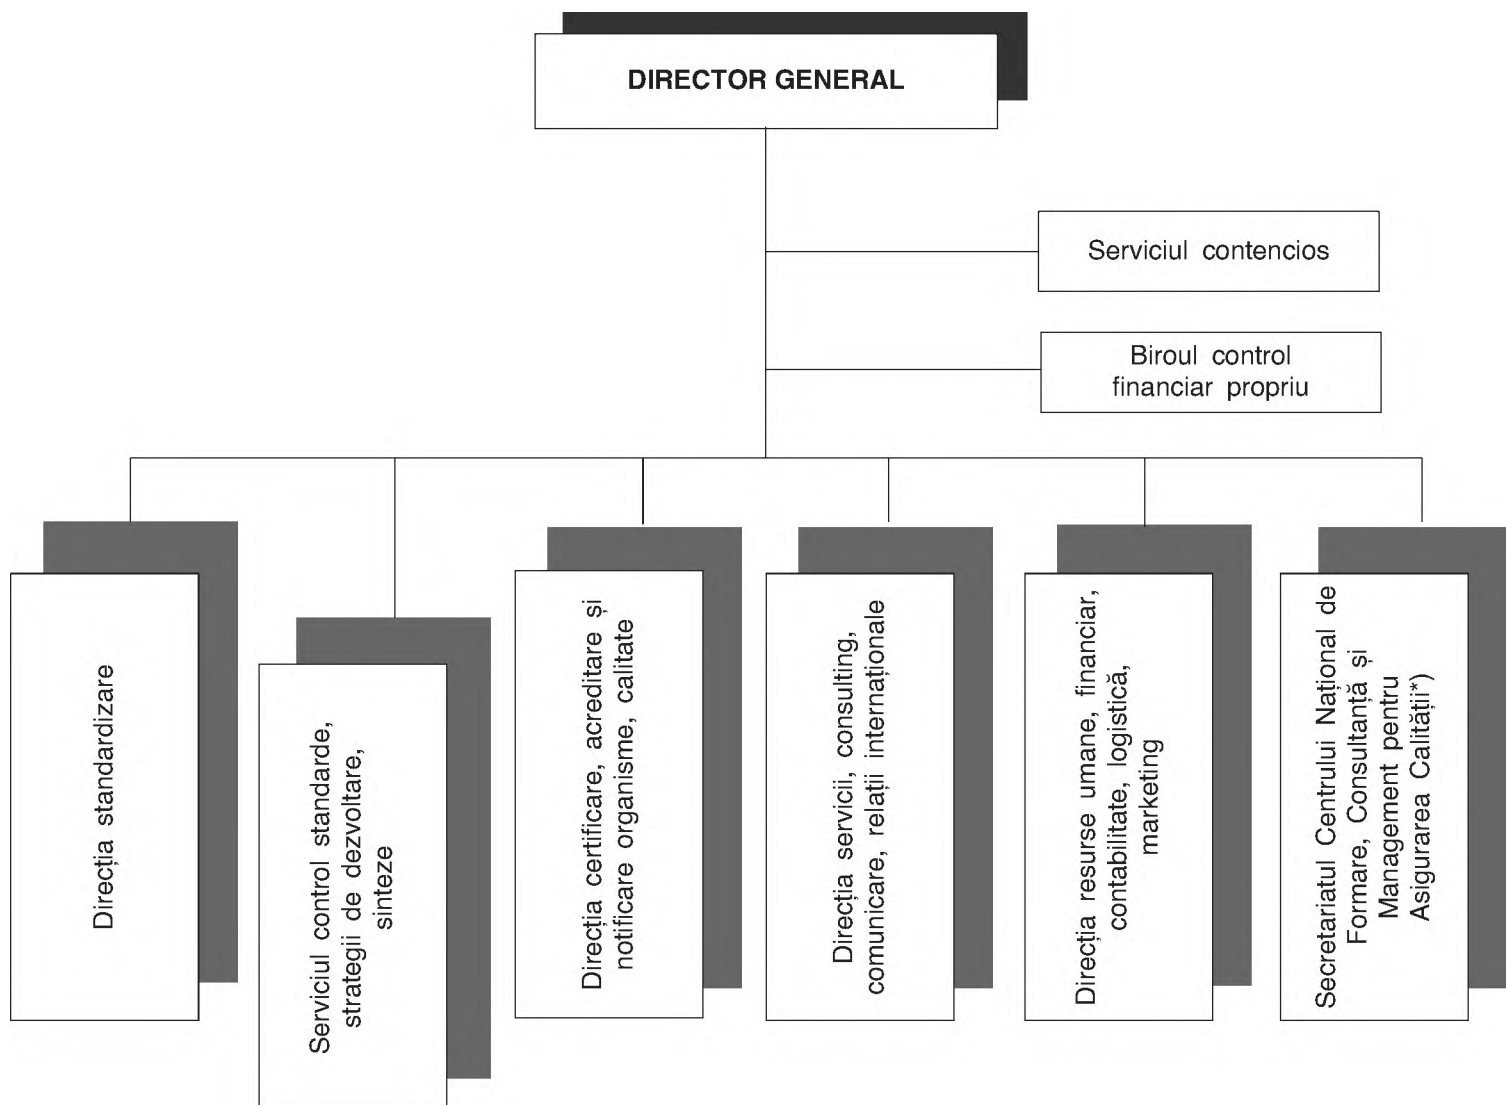 DIRECTOR GENERAL
Serviciul contencios
Biroul control
financiar propriu
Direcția standardizare
Serviciul control standarde,
strategii de dezvoltare,
sinteze
Direcția certificare, acreditare și
notificare organisme, calitate
Direcția servicii, consulting,
comunicare, relații internaționale
Direcția resurse umane, financiar,
contabilitate, logistică,
marketing
Secretariatul Centrului Național de
Formare, Consultanță și
Management pentru
Asigurarea Calității*)